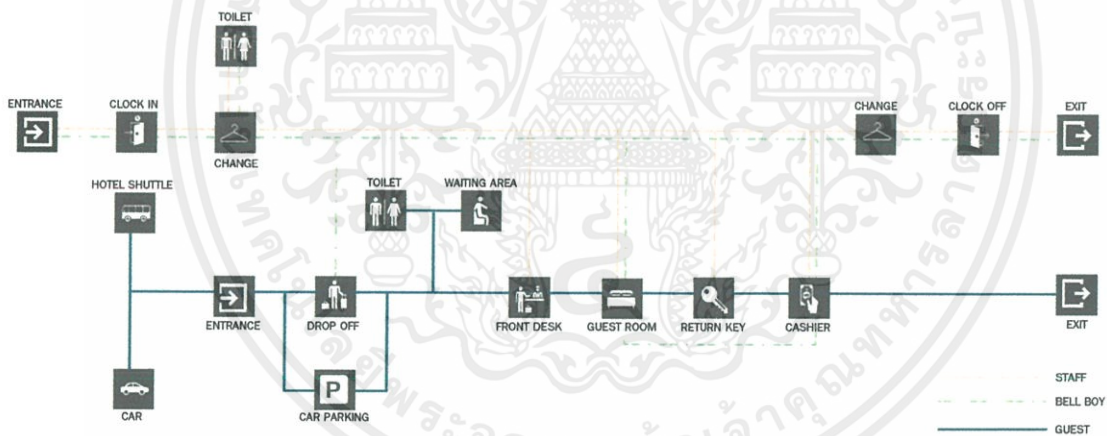 TOILET
ENTRANCE
CLOCK IN
CHANGE
CHANGE
CLOCK OFF
EXIT
HOTEL SHUTTLE
TOILET
WAITING AREA
ENTRANCE
DROP OFF
FRONT DESK
GUEST ROOM
RETURN KEY
CASHIER
EXIT
CAR
P
CAR PARKING
STAFF
BELL BOY
GUEST